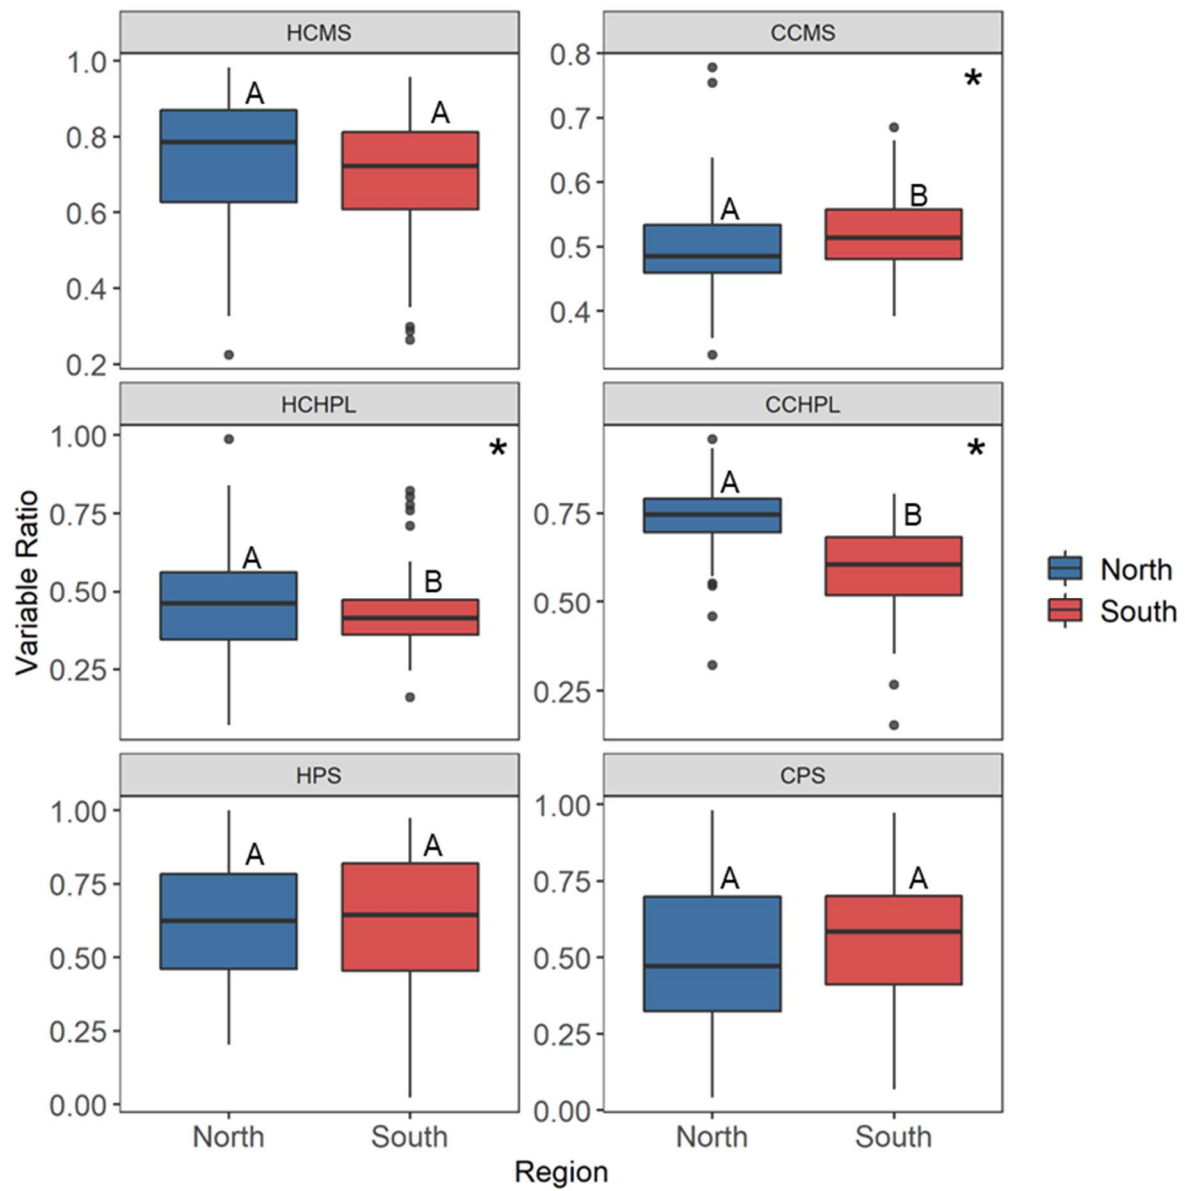 HCMS
CCMS
1.0
0.8
0.6
0.4
0.2
A
A
0.8
0.7
0.6
0.5
0.4
A
B
*
HCHPL
CCHPL
1.00
0.75
0.50
0.25
A
B
*
0.75
0.50
0.25
A
B
*
HPS
CPS
1.00
0.75
0.50
0.25
0.00
A
A
1.00
0.75
0.50
0.25
0.00
A
A
North
South
North
South
Variable Ratio
Region
North
South